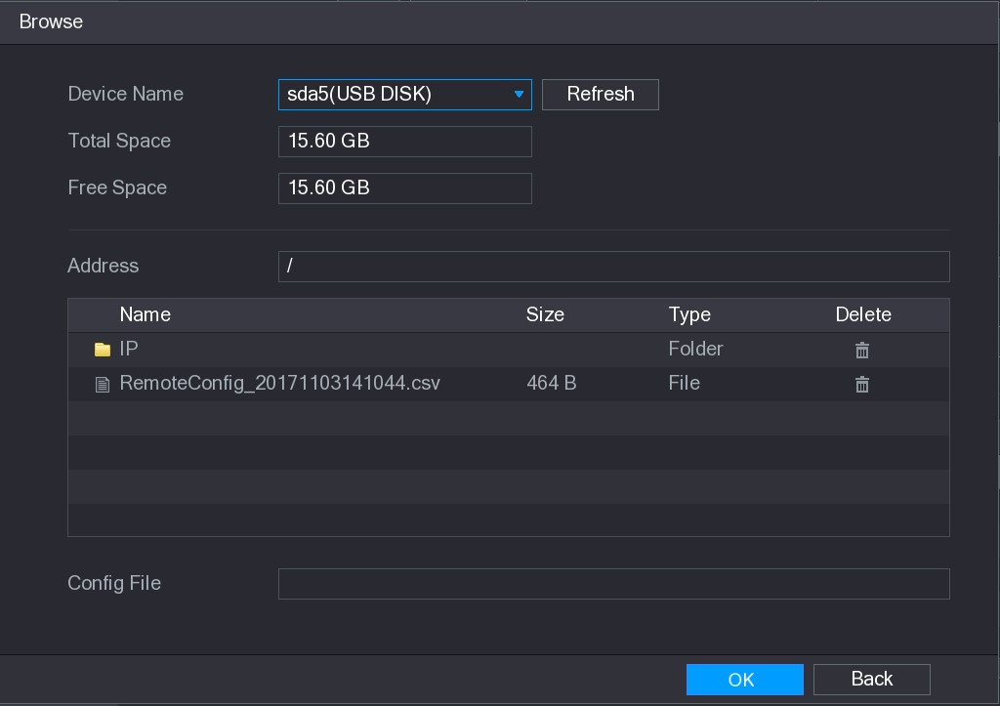 Browse
Device Name sda5(USB DISK) Refresh
Total Space 15.60 GB
Free Space 15.60 GB
Address /
Name Size Type Delete
IP Folder
RemoteConfig_20171103141044.csv 464 B File
Config File
OK Back